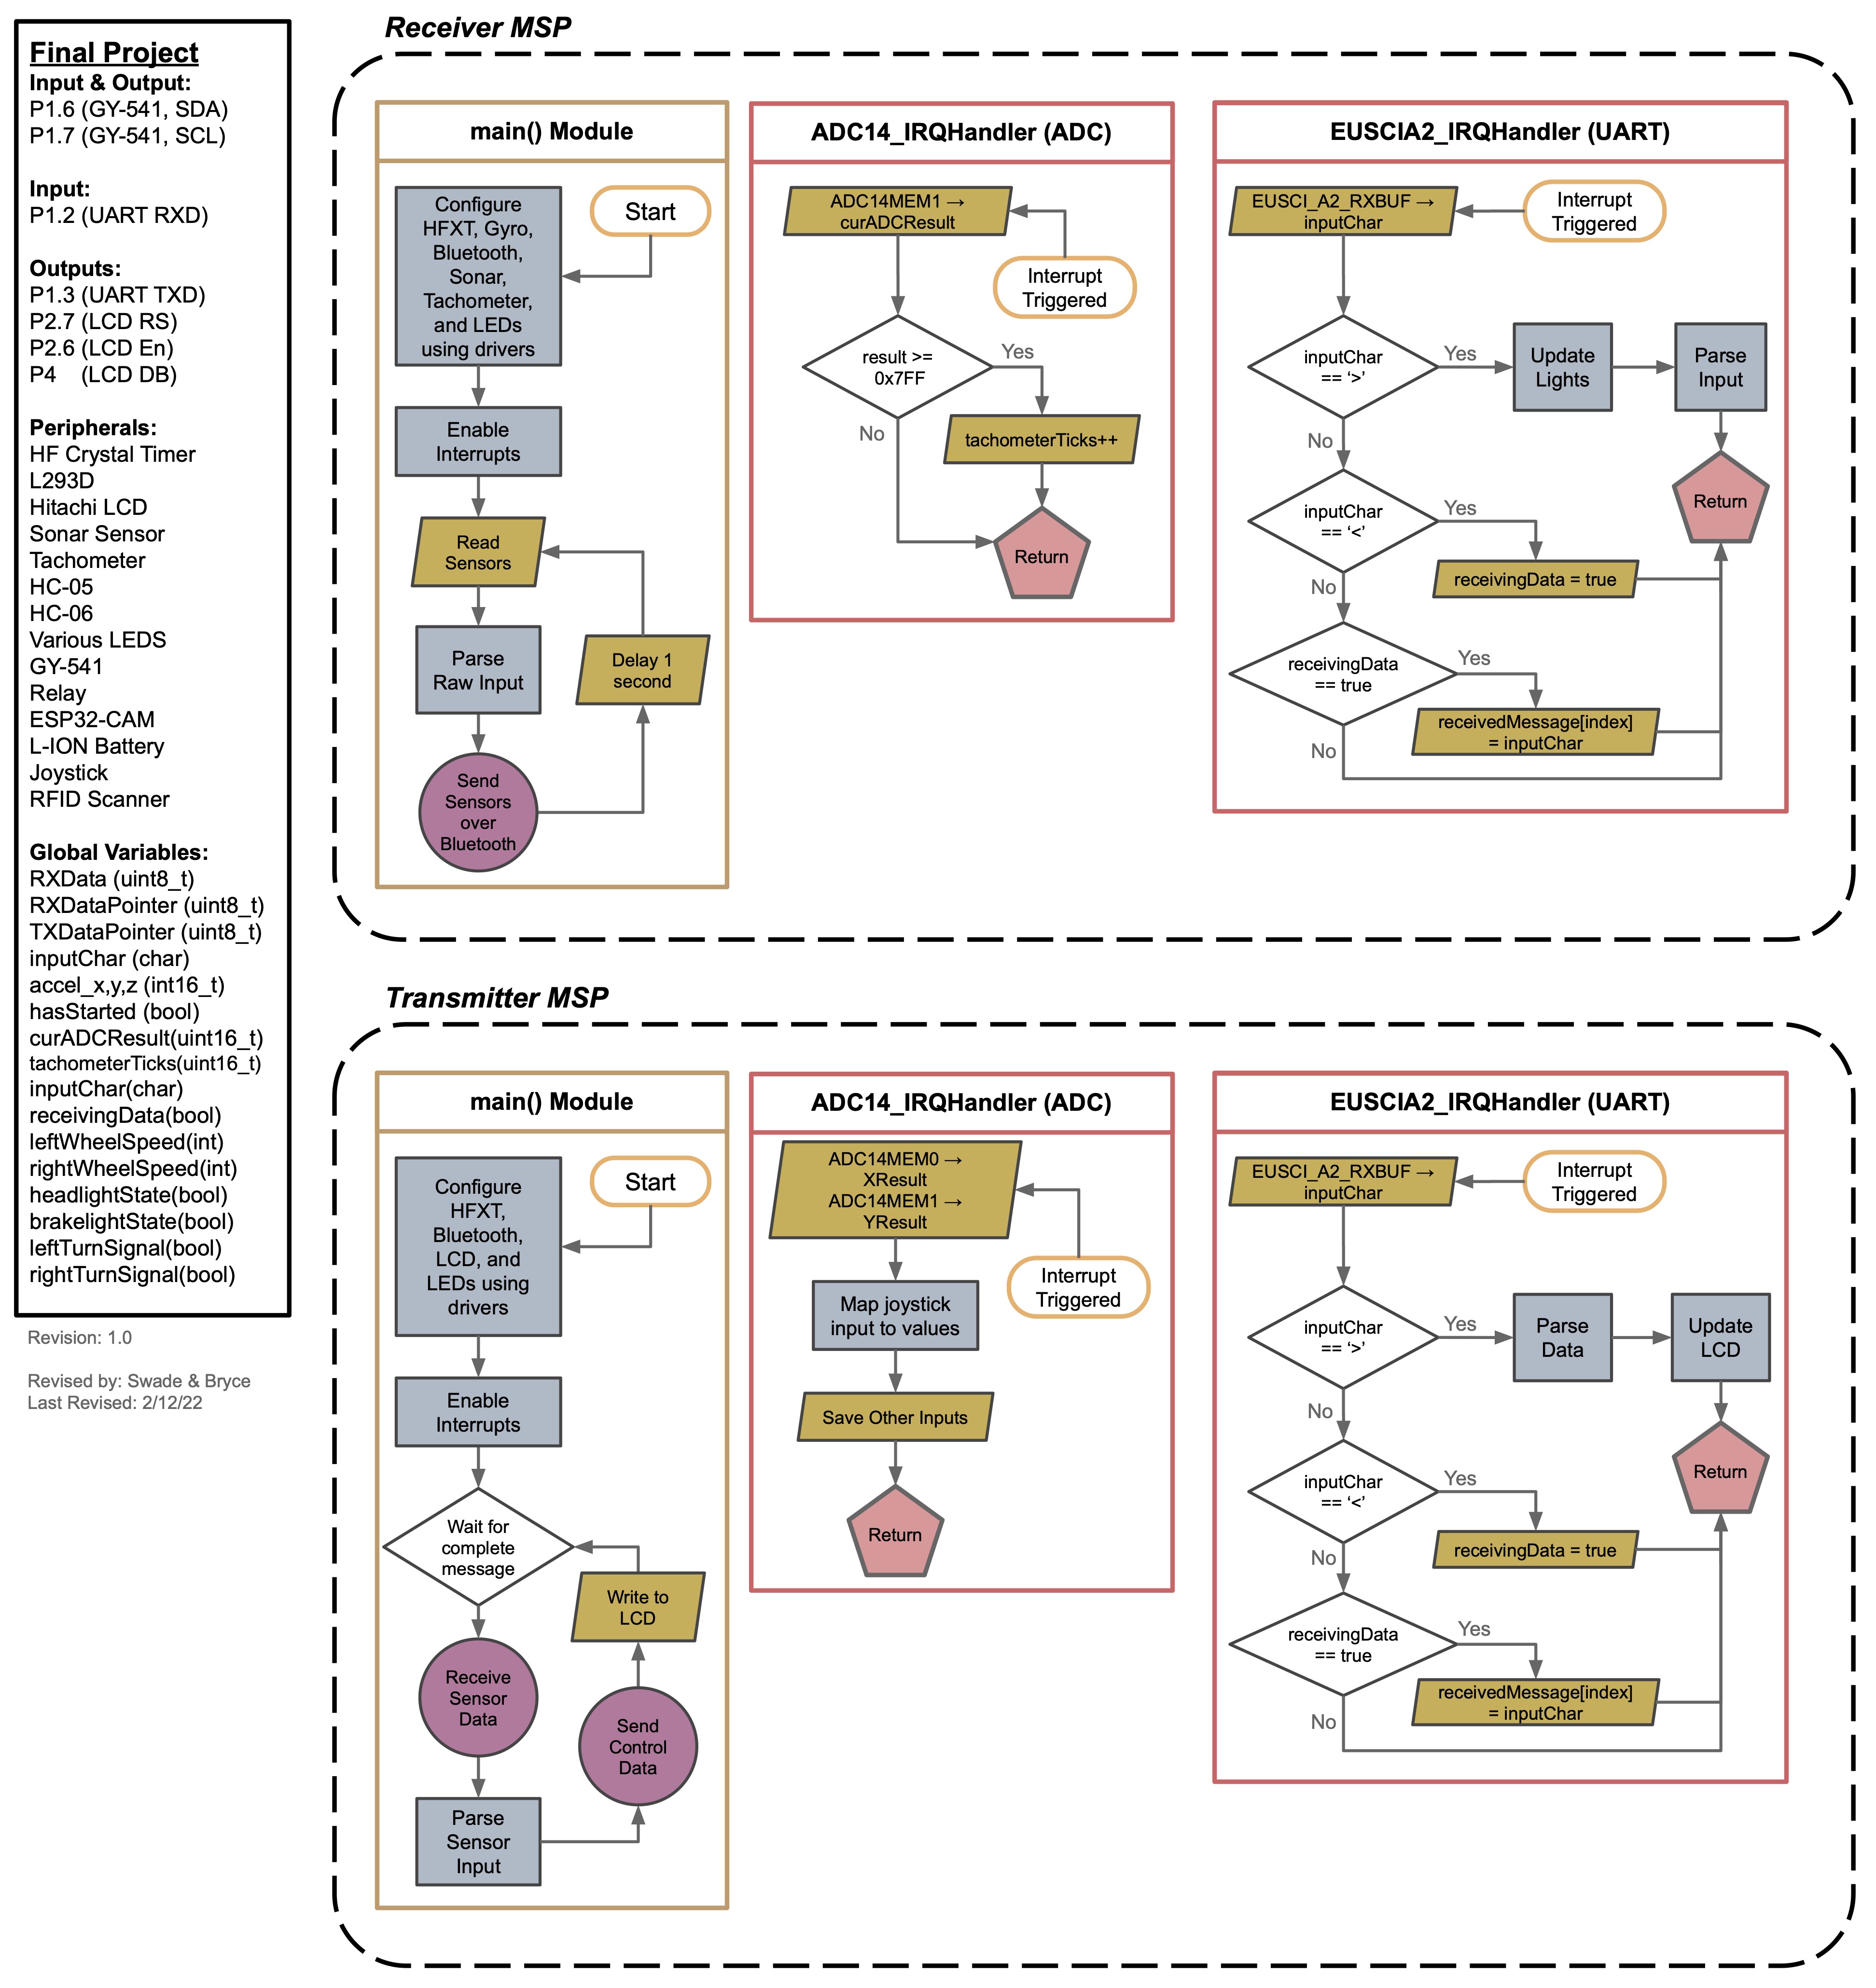 Final Project
Input & Output:
P1.6 (GY-541, SDA)
P1.7 (GY-541, SCL)
Input:
P1.2 (UART RXD)
Outputs:
P1.3 (UART TXD)
P2.7 (LCD RS)
P2.6 (LCD En)
P4 (LCD DB)
Peripherals:
HF Crystal Timer
L293D
Hitachi LCD
Sonar Sensor
Tachometer
HC-05
HC-06
Various LEDS
GY-541
Relay
ESP32-CAM
L-ION Battery
Joystick
RFID Scanner
Global Variables:
RXData (uint8_t)
RXDataPointer (uint8_t)
TXDataPointer (uint8_t)
inputChar (char)
accel_x,y,z (int16_t)
hasStarted (bool)
curADCResult(uint16_t)
tachometerTicks(uint16_t)
inputChar(char)
receivingData(bool)
leftWheelSpeed(int)
rightWheelSpeed(int)
headlightState(bool)
brakelightState(bool)
leftTurnSignal(bool)
rightTurnSignal(bool)
Revision: 1.0
Revised by: Swade & Bryce
Last Revised: 2/12/22
Receiver MSP
main() Module
Start
Configure
HFXT, Gyro,
Bluetooth,
Sonar,
Tachometer,
and LEDs
using drivers
Enable
Interrupts
Read
Sensors
Parse
Raw Input
Delay 1
second
Send
Sensors
over
Bluetooth
ADC14_IRQHandler (ADC)
ADC14MEM1 →
curADCResult
Interrupt
Triggered
result >=
0x7FF
Yes
No
tachometerTicks++
Return
EUSCIA2_IRQHandler (UART)
EUSCI_A2_RXBUF →
inputChar
Interrupt
Triggered
inputChar
== ‘>’
Yes
Update
Lights
Parse
Input
No
Return
inputChar
== ‘<’
Yes
receivingData = true
No
receivingData
== true
Yes
receivedMessage[index]
= inputChar
No
Transmitter MSP
main() Module
Start
Configure
HFXT,
Bluetooth,
LCD, and
LEDs using
drivers
Enable
Interrupts
Wait for
complete
message
Write to
LCD
Receive
Sensor
Data
Send
Control
Data
Parse
Sensor
Input
ADC14_IRQHandler (ADC)
ADC14MEM0 →
XResult
ADC14MEM1 →
YResult
Interrupt
Triggered
Map joystick
input to values
Save Other Inputs
Return
EUSCIA2_IRQHandler (UART)
EUSCI_A2_RXBUF →
inputChar
Interrupt
Triggered
inputChar
== ‘>’
Yes
Parse
Data
Update
LCD
No
Return
inputChar
== ‘<’
Yes
receivingData = true
No
receivingData
== true
Yes
receivedMessage[index]
= inputChar
No